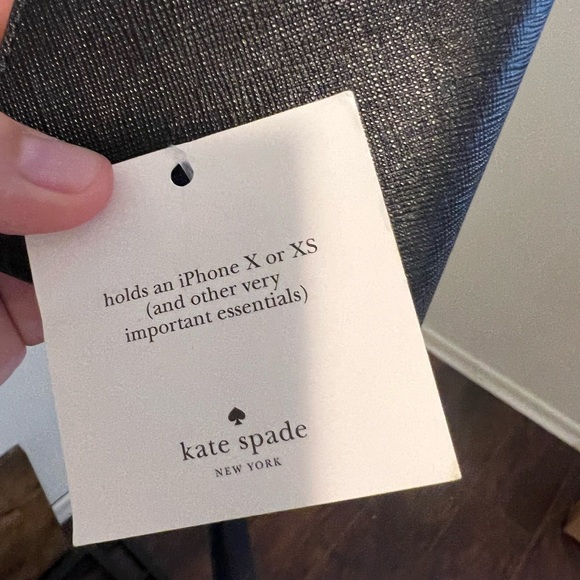 holds an iPhone X or XS
(and other very
important essentials)
kate spade
NEW YORK